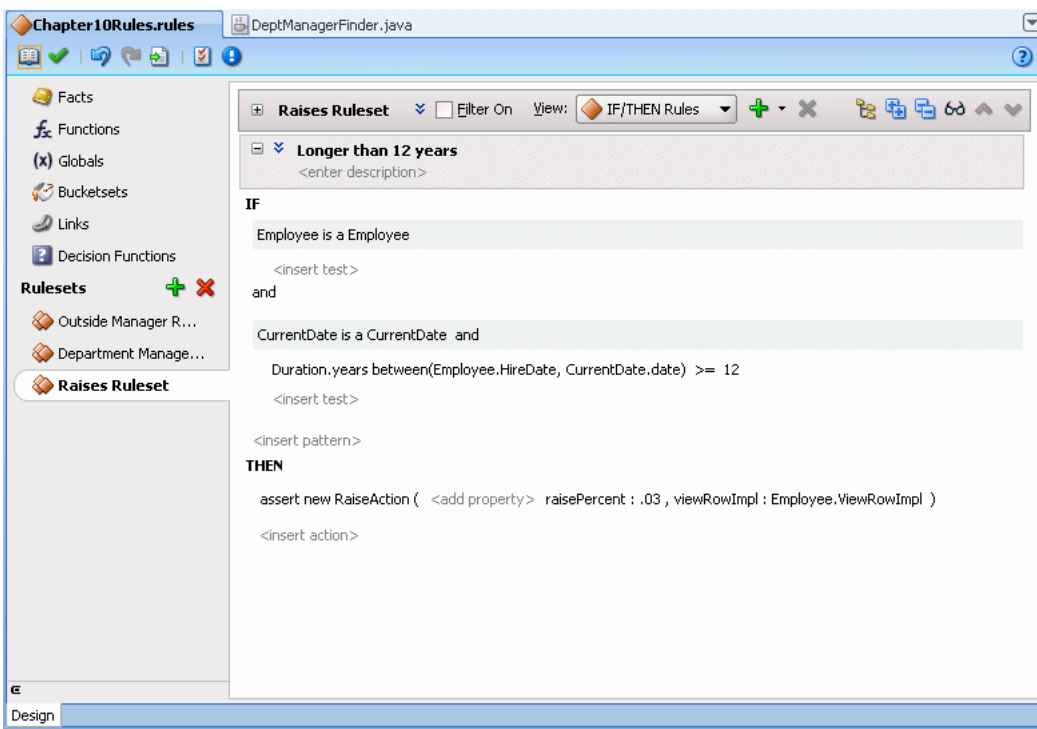 Chapter10Rules.rules DeptManagerFinder.java
Facts
Functions
(x) Globals
Bucketsets
Links
Decision Functions
Rulesets
Outside Manager R...
Department Manage...
Raises Ruleset
Raises Ruleset Filter On View: IF/THEN Rules
Longer than 12 years
<enter description>
IF
Employee is a Employee
<insert test>
and
CurrentDate is a CurrentDate and
Duration.years between(Employee.HireDate, CurrentDate.date) >= 12
<insert test>
<insert pattern>
THEN
assert new RaiseAction ( <add property> raisePercent : .03 , viewRowImpl : Employee.ViewRowImpl )
<insert action>
Design